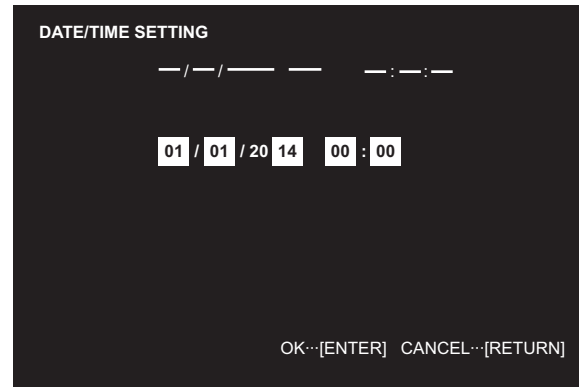 DATE/TIME SETTING
––/––/–––– –– ––:––:––
01 / 01 / 20 14 00 : 00
OK···[ENTER] CANCEL···[RETURN]